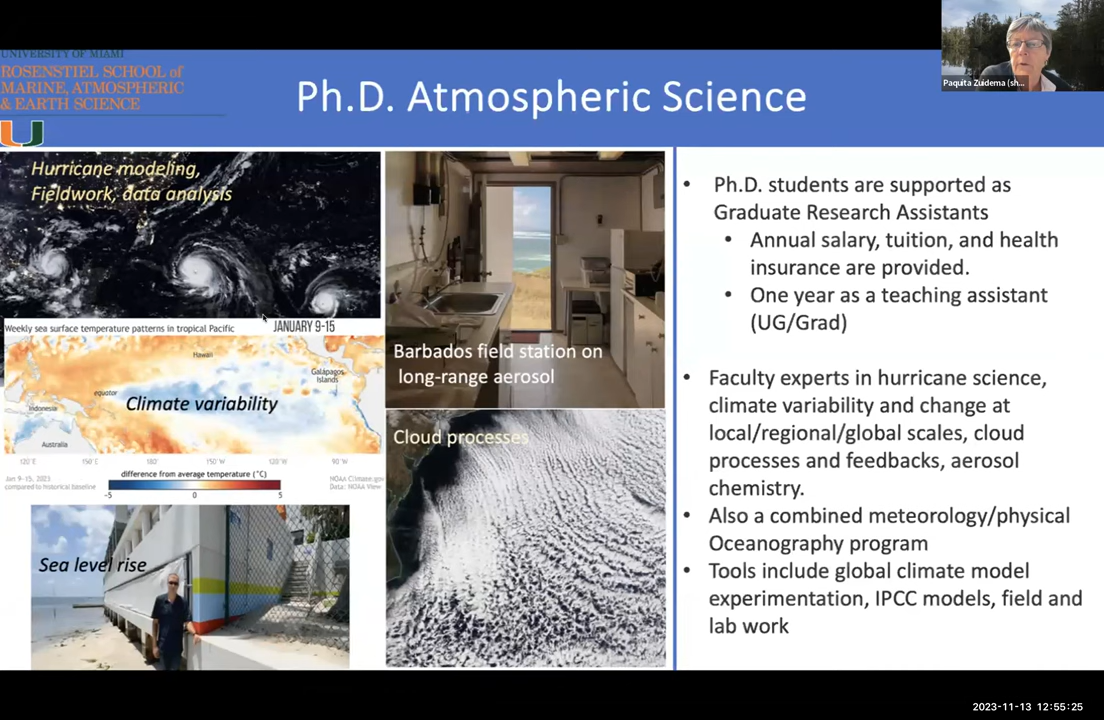 UNIVERSITY OF MIAMI
ROSENSTIEL SCHOOL of
MARINE, ATMOSPHERIC
& EARTH SCIENCE
Ph.D. Atmospheric Science
Paquita Zuidema (sh...
Hurricane modeling,
Fieldwork, data analysis
Weekly sea surface temperature patterns in tropical Pacific
JANUARY 9-15
Hawaii
Galápagos
Islands
equator
Indonesia
Climate variability
Australia
120°E 150°E 180° 150°W 120°W 90°W
difference from average temperature (°C)
Jan 9-15, 2023
compared to historical baseline
-5 0 5
NOAA Climate.gov
Data: NOAA View
Sea level rise
Barbados field station on
long-range aerosol
Cloud processes
• Ph.D. students are supported as
Graduate Research Assistants
• Annual salary, tuition, and health
insurance are provided.
• One year as a teaching assistant
(UG/Grad)
• Faculty experts in hurricane science,
climate variability and change at
local/regional/global scales, cloud
processes and feedbacks, aerosol
chemistry.
• Also a combined meteorology/physical
Oceanography program
• Tools include global climate model
experimentation, IPCC models, field and
lab work
2023-11-13 12:55:25